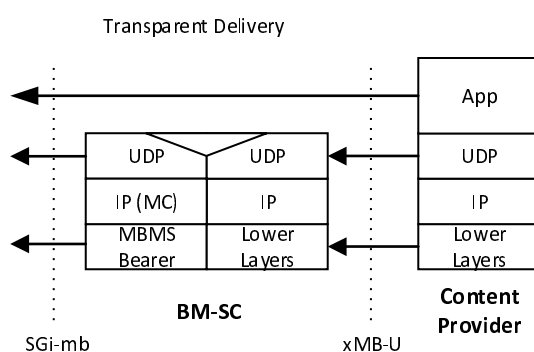 Transparent Delivery
App
UDP
UDP
UDP
IP (MC)
IP
IP
MBMS
Bearer
Lower
Layers
Lower
Layers
BM-SC
Content
Provider
SGi-mb
xMB-U